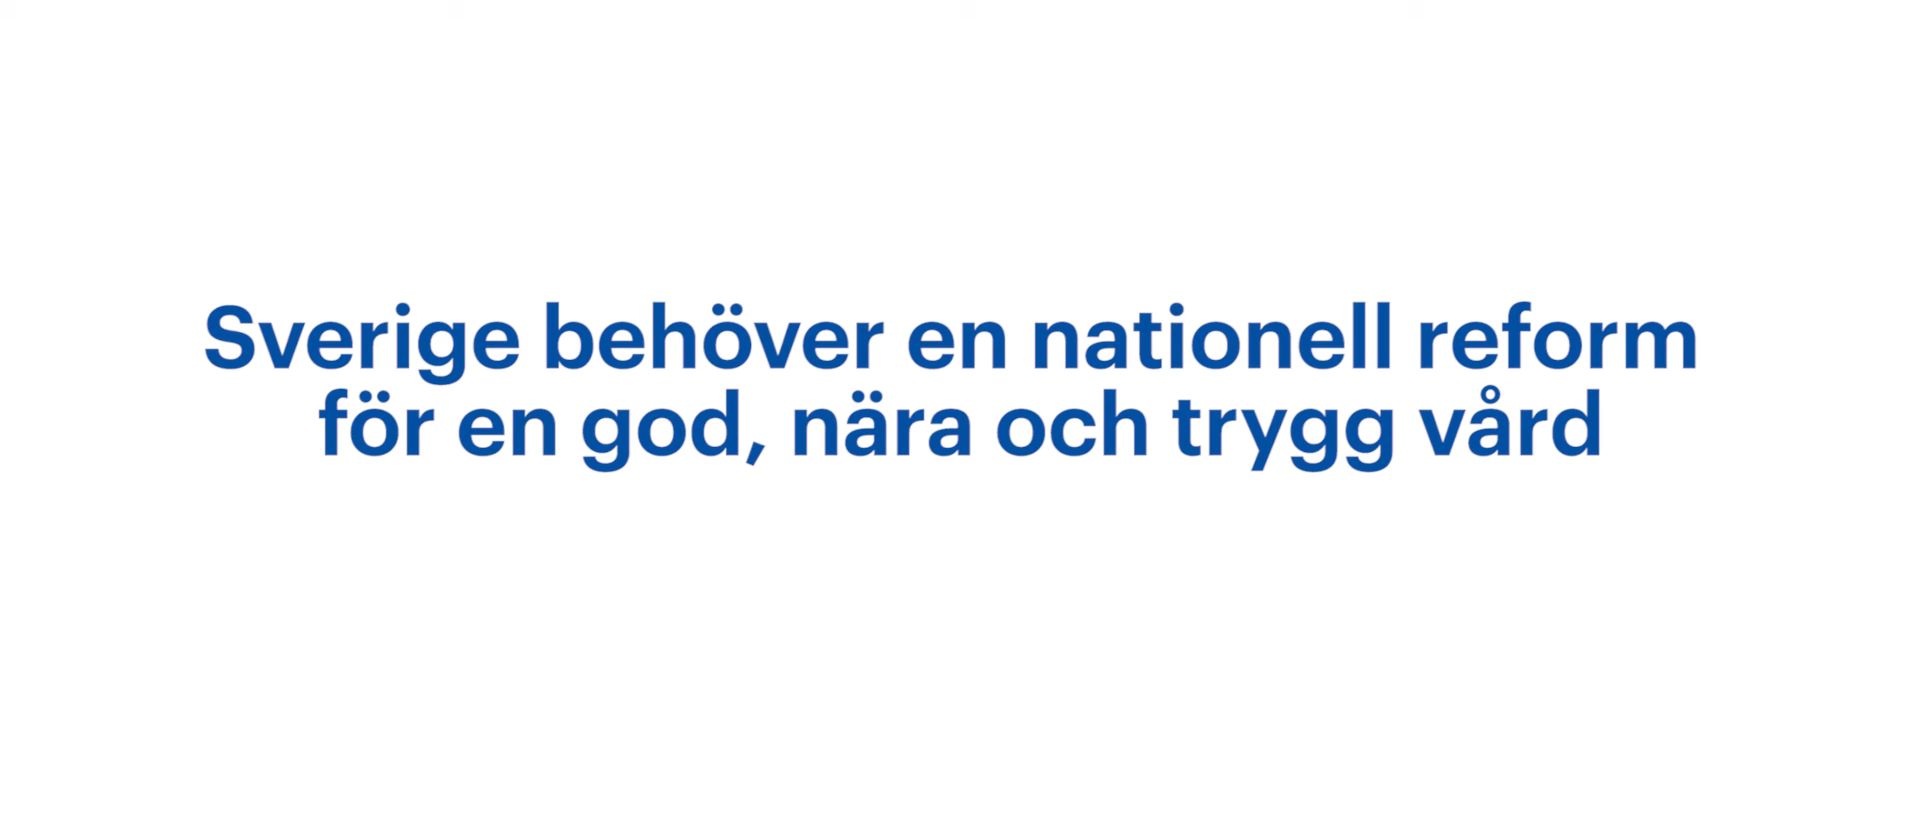 Sverige behöver en nationell reform
för en god, nära och trygg vård